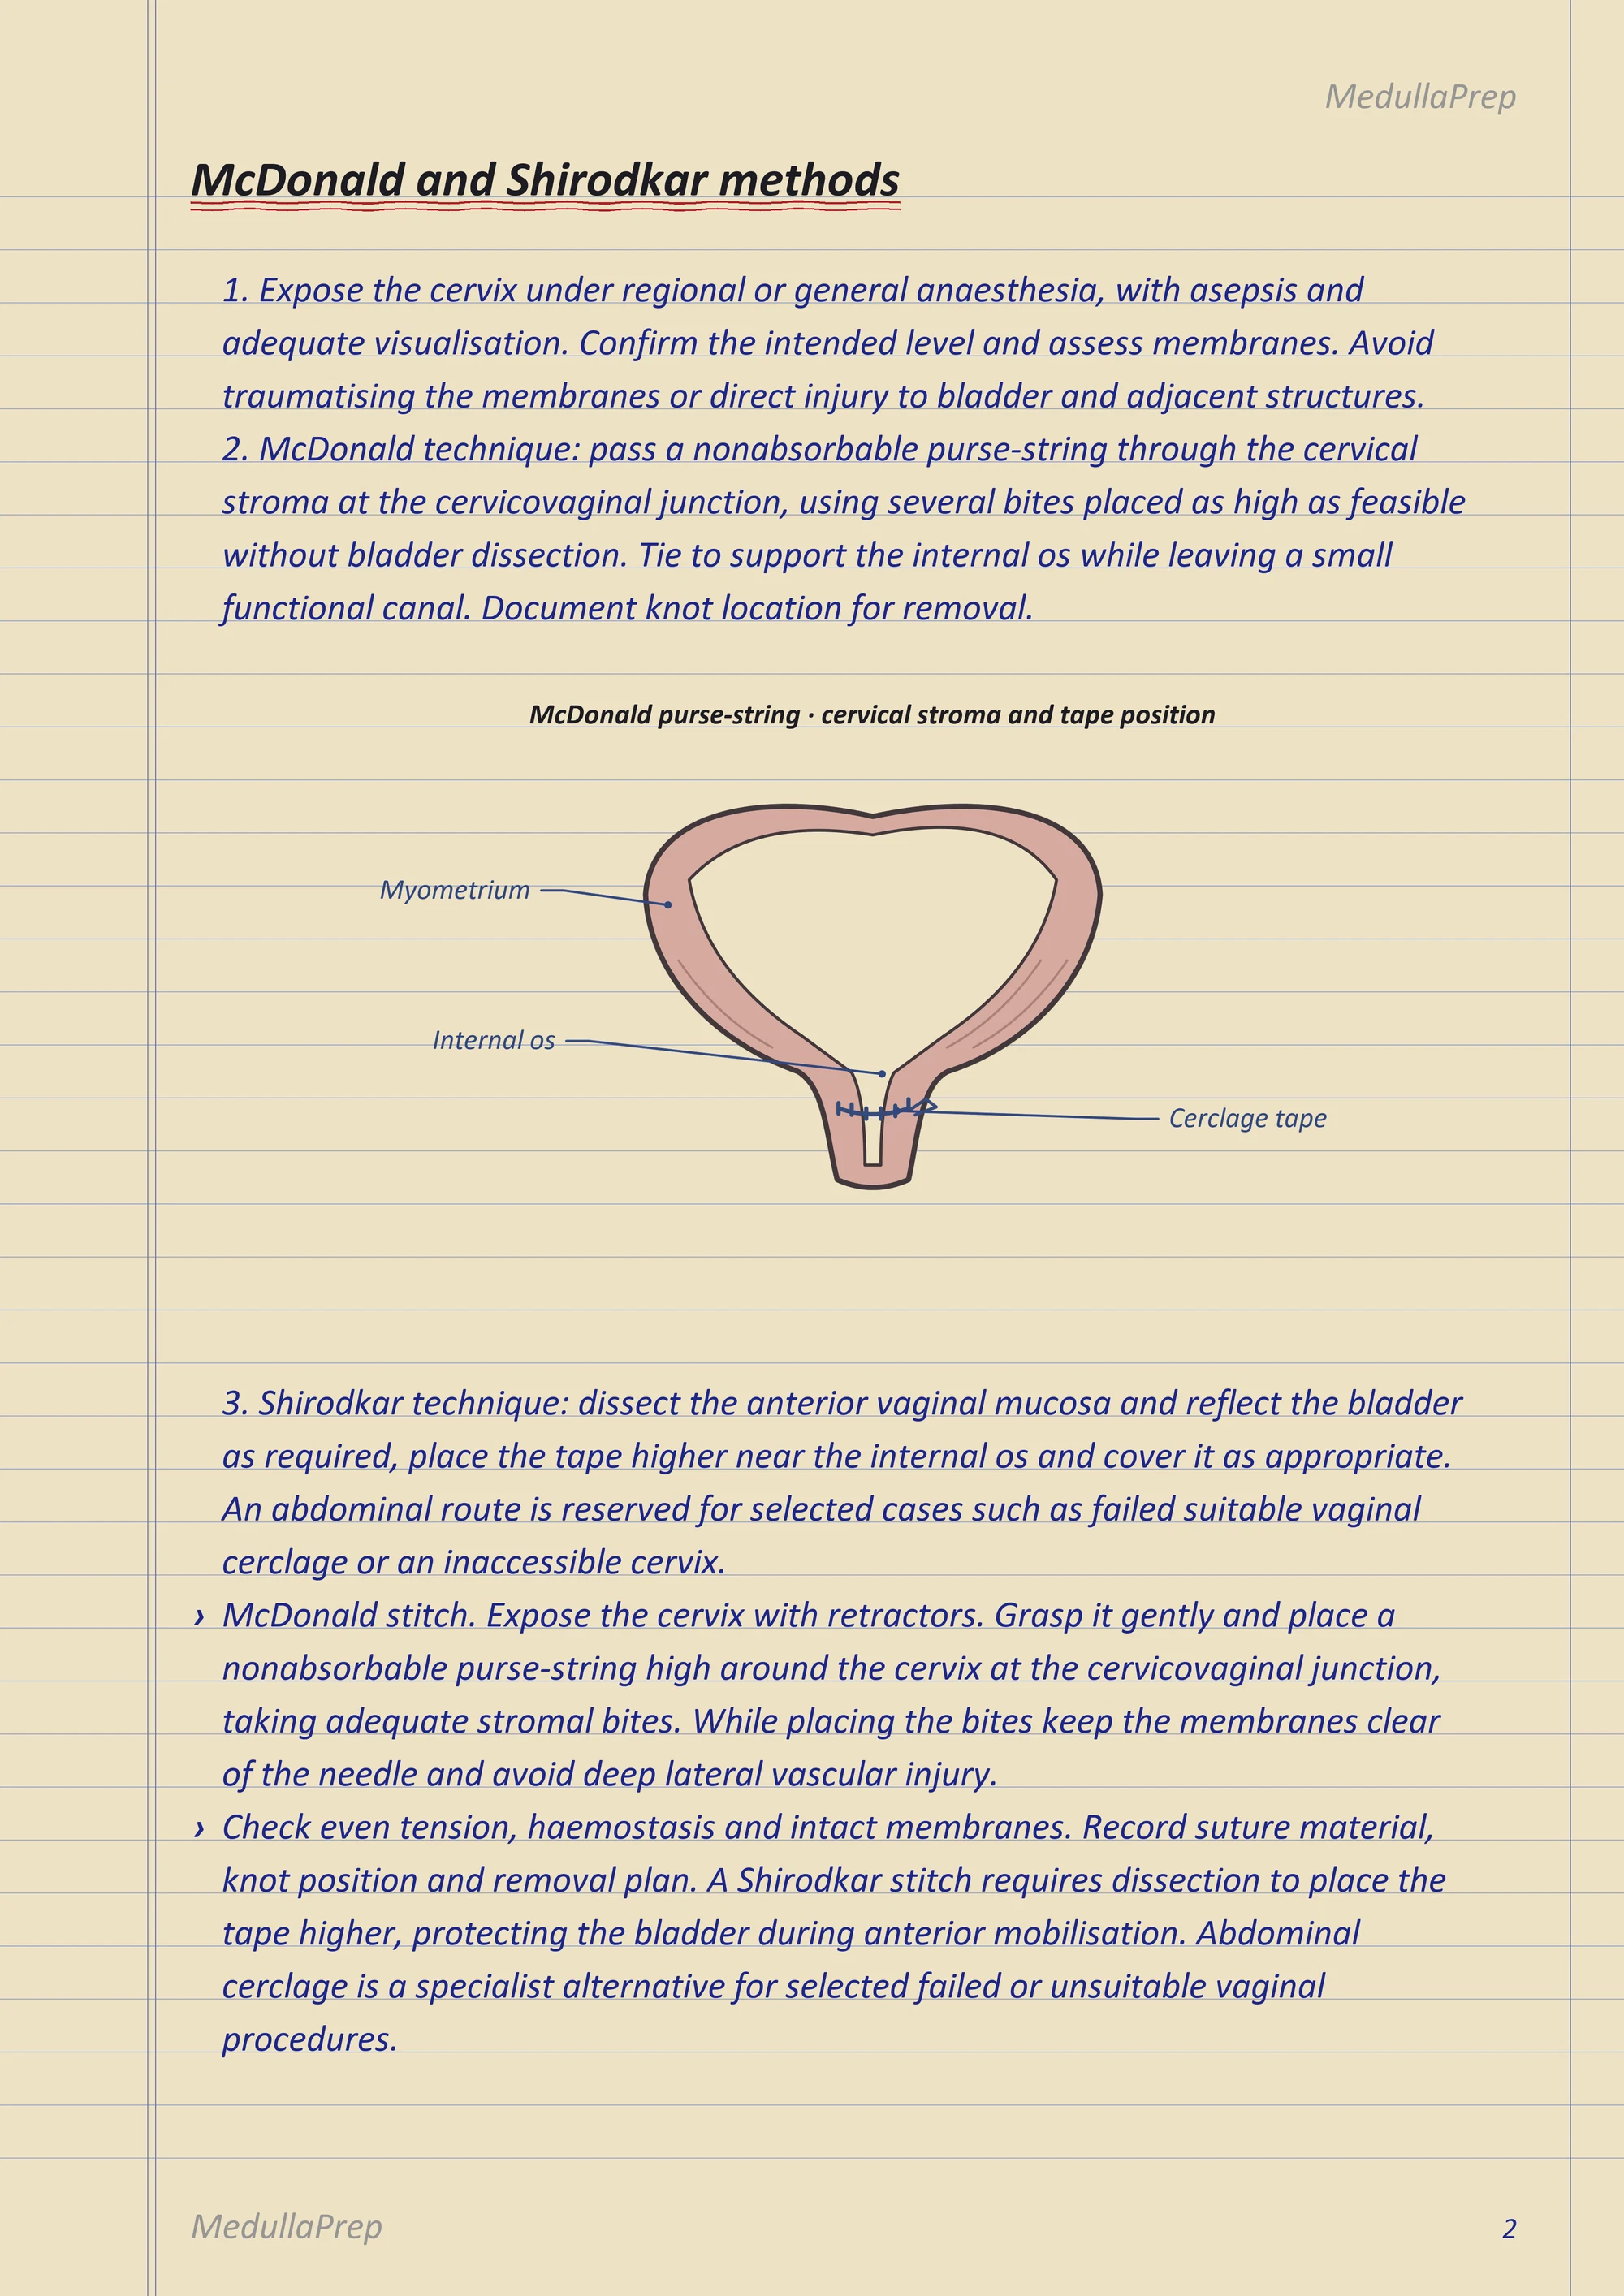 MedullaPrep
McDonald and Shirodkar methods
1. Expose the cervix under regional or general anaesthesia, with asepsis and
adequate visualisation. Confirm the intended level and assess membranes. Avoid
traumatising the membranes or direct injury to bladder and adjacent structures.
2. McDonald technique: pass a nonabsorbable purse-string through the cervical
stroma at the cervicovaginal junction, using several bites placed as high as feasible
without bladder dissection. Tie to support the internal os while leaving a small
functional canal. Document knot location for removal.
McDonald purse-string · cervical stroma and tape position
Myometrium
Internal os
Cerclage tape
3. Shirodkar technique: dissect the anterior vaginal mucosa and reflect the bladder
as required, place the tape higher near the internal os and cover it as appropriate.
An abdominal route is reserved for selected cases such as failed suitable vaginal
cerclage or an inaccessible cervix.
› McDonald stitch. Expose the cervix with retractors. Grasp it gently and place a
nonabsorbable purse-string high around the cervix at the cervicovaginal junction,
taking adequate stromal bites. While placing the bites keep the membranes clear
of the needle and avoid deep lateral vascular injury.
› Check even tension, haemostasis and intact membranes. Record suture material,
knot position and removal plan. A Shirodkar stitch requires dissection to place the
tape higher, protecting the bladder during anterior mobilisation. Abdominal
cerclage is a specialist alternative for selected failed or unsuitable vaginal
procedures.
MedullaPrep
2